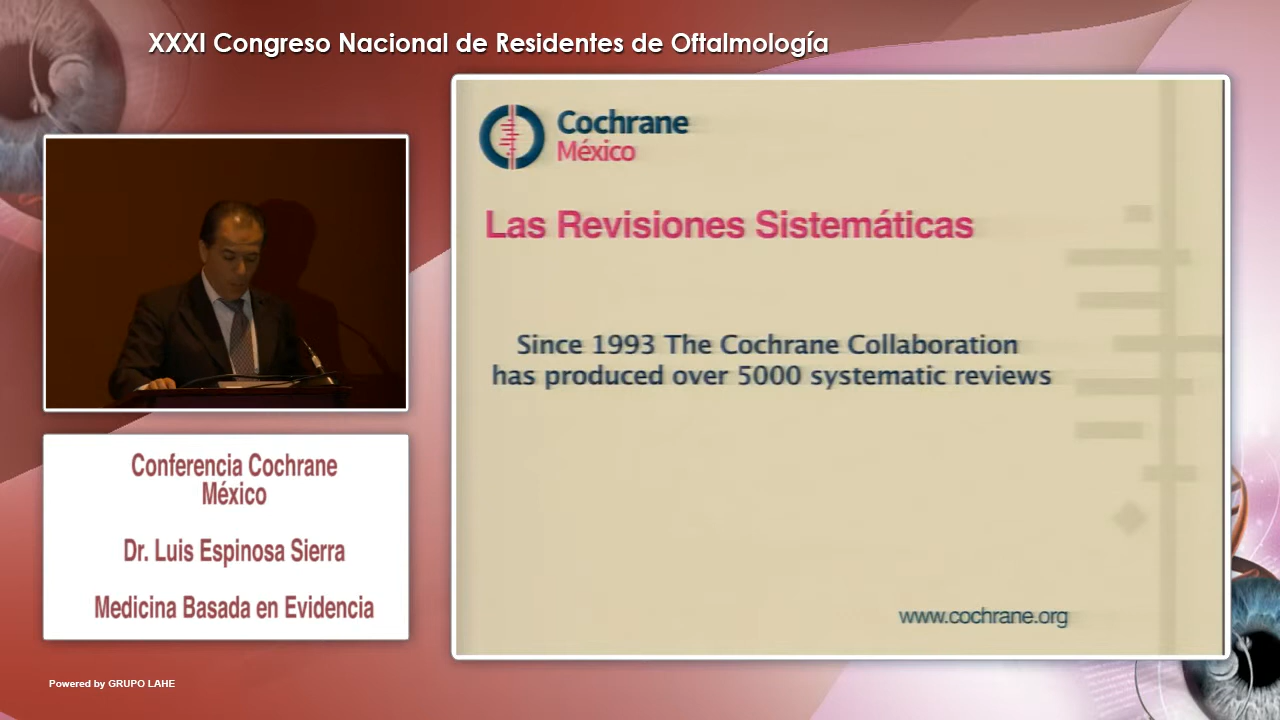 XXXI Congreso Nacional de Residentes de Oftalmología
Cochrane
México
Las Revisiones Sistemáticas
Since 1993 The Cochrane Collaboration
has produced over 5000 systematic reviews
www.cochrane.org
Conferencia Cochrane
México
Dr. Luis Espinosa Sierra
Medicina Basada en Evidencia
Powered by GRUPO LAHE